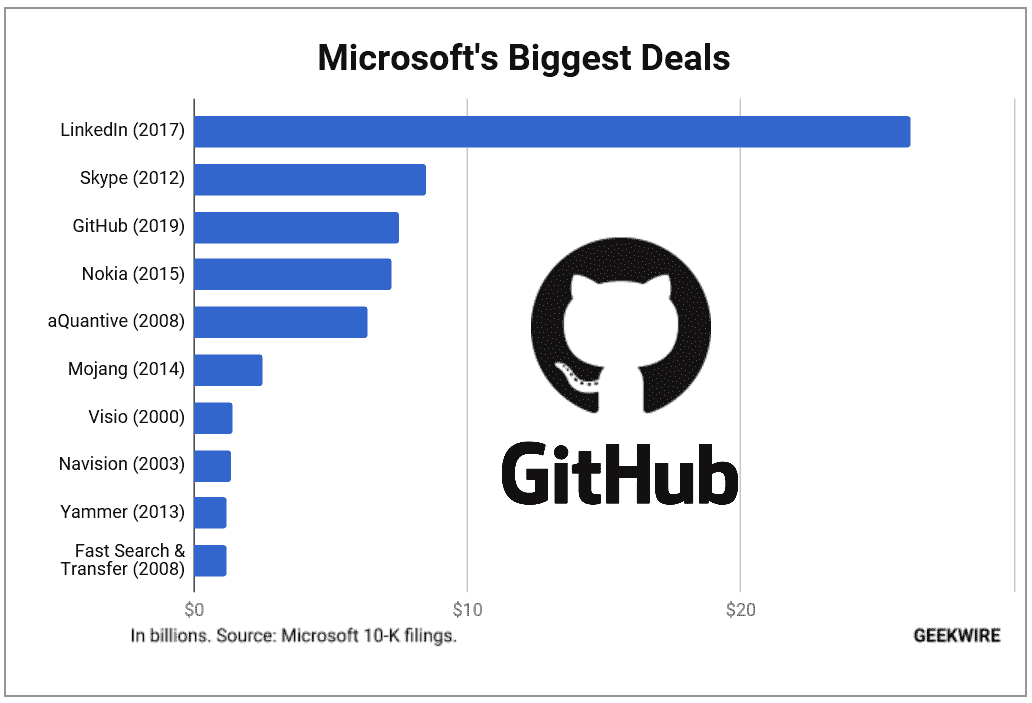 Microsoft's Biggest Deals
LinkedIn (2017)
Skype (2012)
GitHub (2019)
Nokia (2015)
aQuantive (2008)
Mojang (2014)
Visio (2000)
Navision (2003)
Yammer (2013)
Fast Search &
Transfer (2008)
GitHub
$0
$10
$20
In billions. Source: Microsoft 10-K filings.
GEEKWIRE